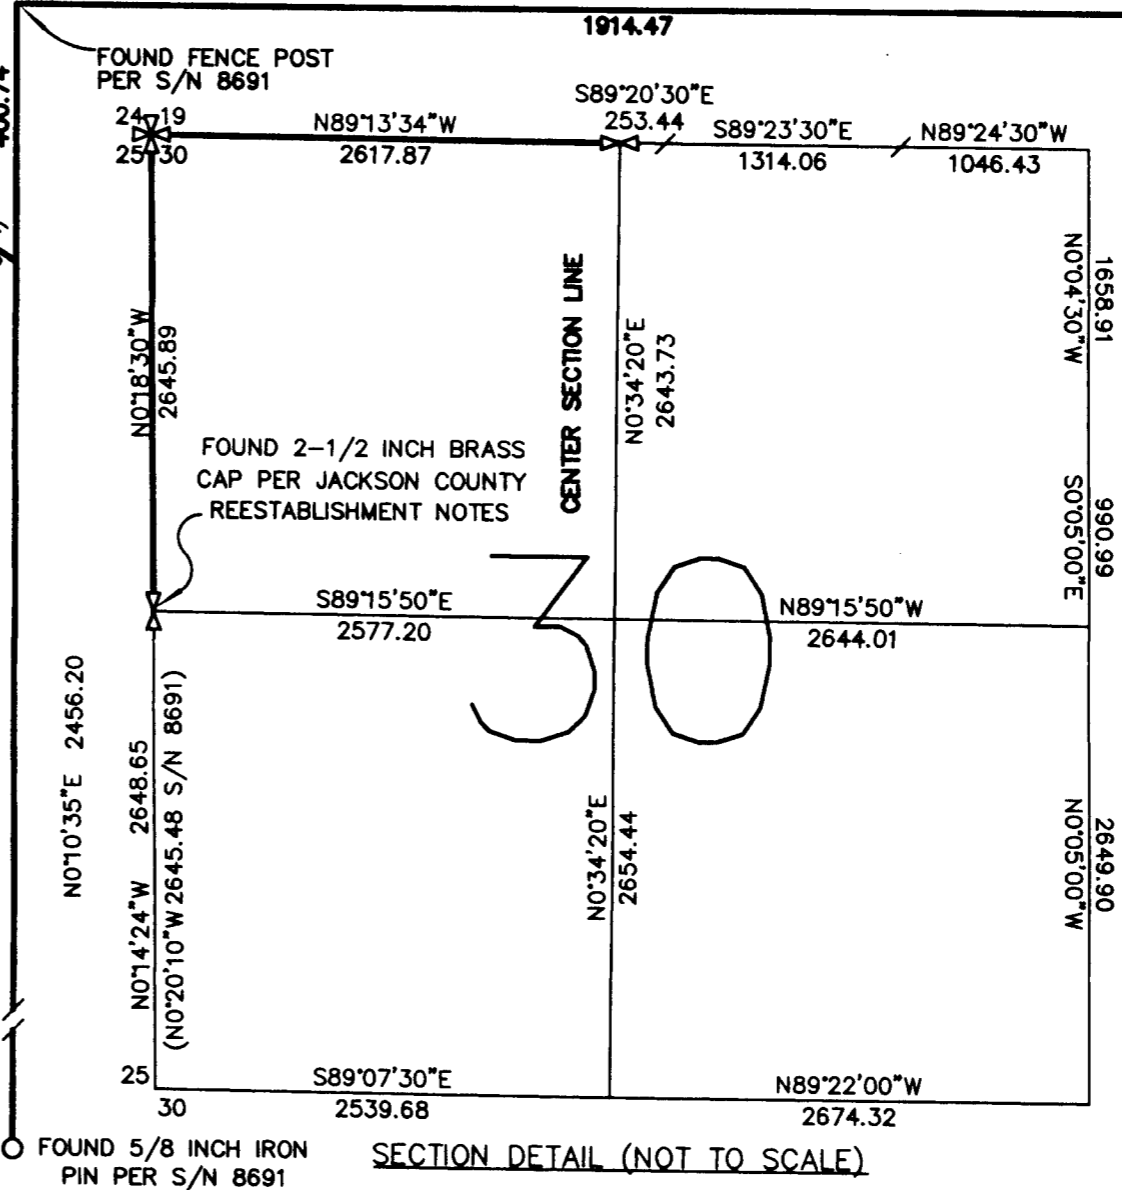 1914.47
FOUND FENCE POST
PER S/N 8691
S89°20'30"E
253.44
24 19
25 30
N89°13'34"W
2617.87
S89°23'30"E
1314.06
N89°24'30"W
1046.43
N0°04'30"W
1658.91
CENTER SECTION LINE
N0°18'30"W
2645.89
N0°34'20"E
2643.73
FOUND 2-1/2 INCH BRASS
CAP PER JACKSON COUNTY
REESTABLISHMENT NOTES
S0°05'00"E
990.99
S89°15'50"E
2577.20
30
N89°15'50"W
2644.01
N0°10'35"E 2456.20
N0°14'24"W 2648.65
(N0°20'10"W 2645.48 S/N 8691)
N0°34'20"E
2654.44
N0°05'00"W
2649.90
25
30
S89°07'30"E
2539.68
N89°22'00"W
2674.32
FOUND 5/8 INCH IRON
PIN PER S/N 8691
SECTION DETAIL (NOT TO SCALE)